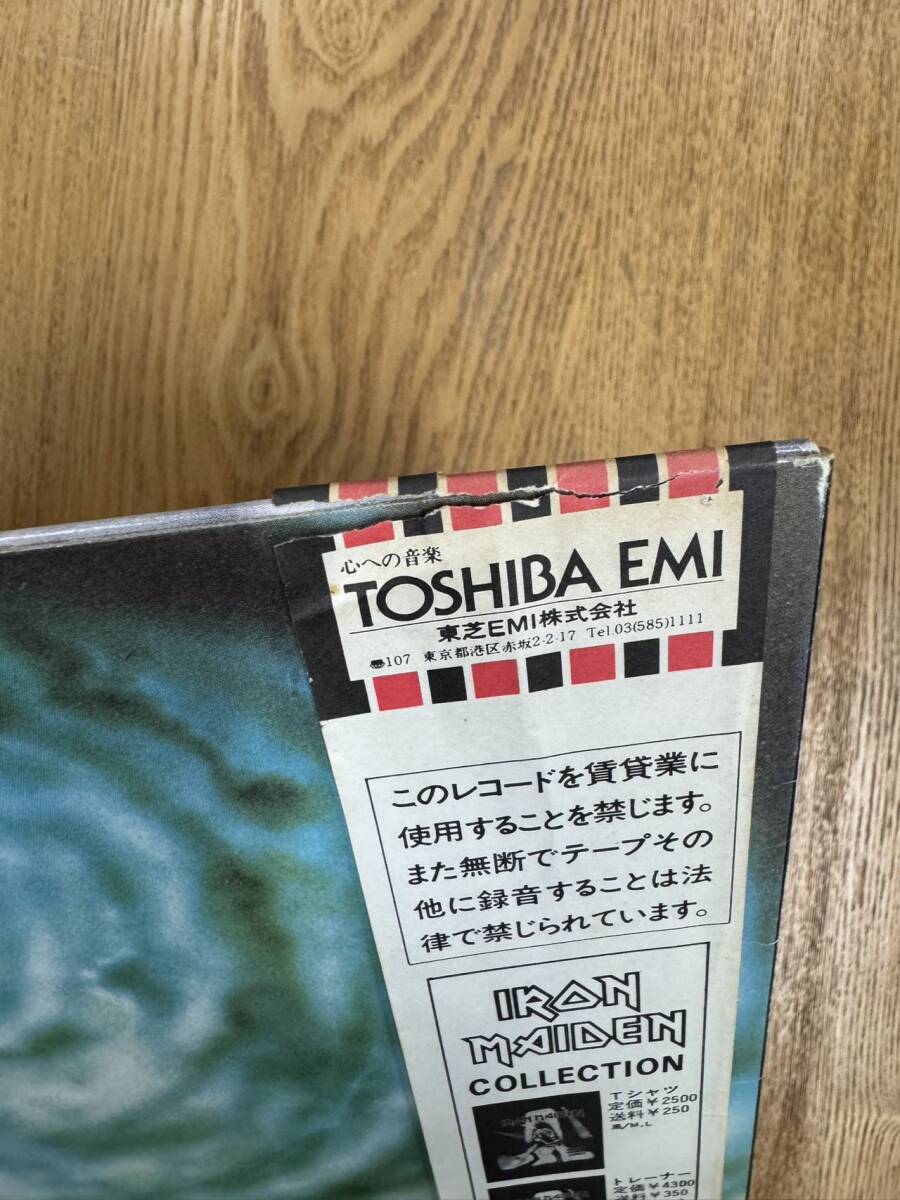 心への音楽
TOSHIBA EMI
東芝EMI株式会社
107 東京都港区赤坂2-2-17 Tel.03(585)1111
このレコードを賃貸業に
使用することを禁じます。
また無断でテープその
他に録音することは法
律で禁じられています。
IRON
MAIDEN
COLLECTION
Tシャツ
定価¥2500
送料¥250
黒/M.L
IRON MAIDEN
トレーナー
定価¥4300
送料¥350